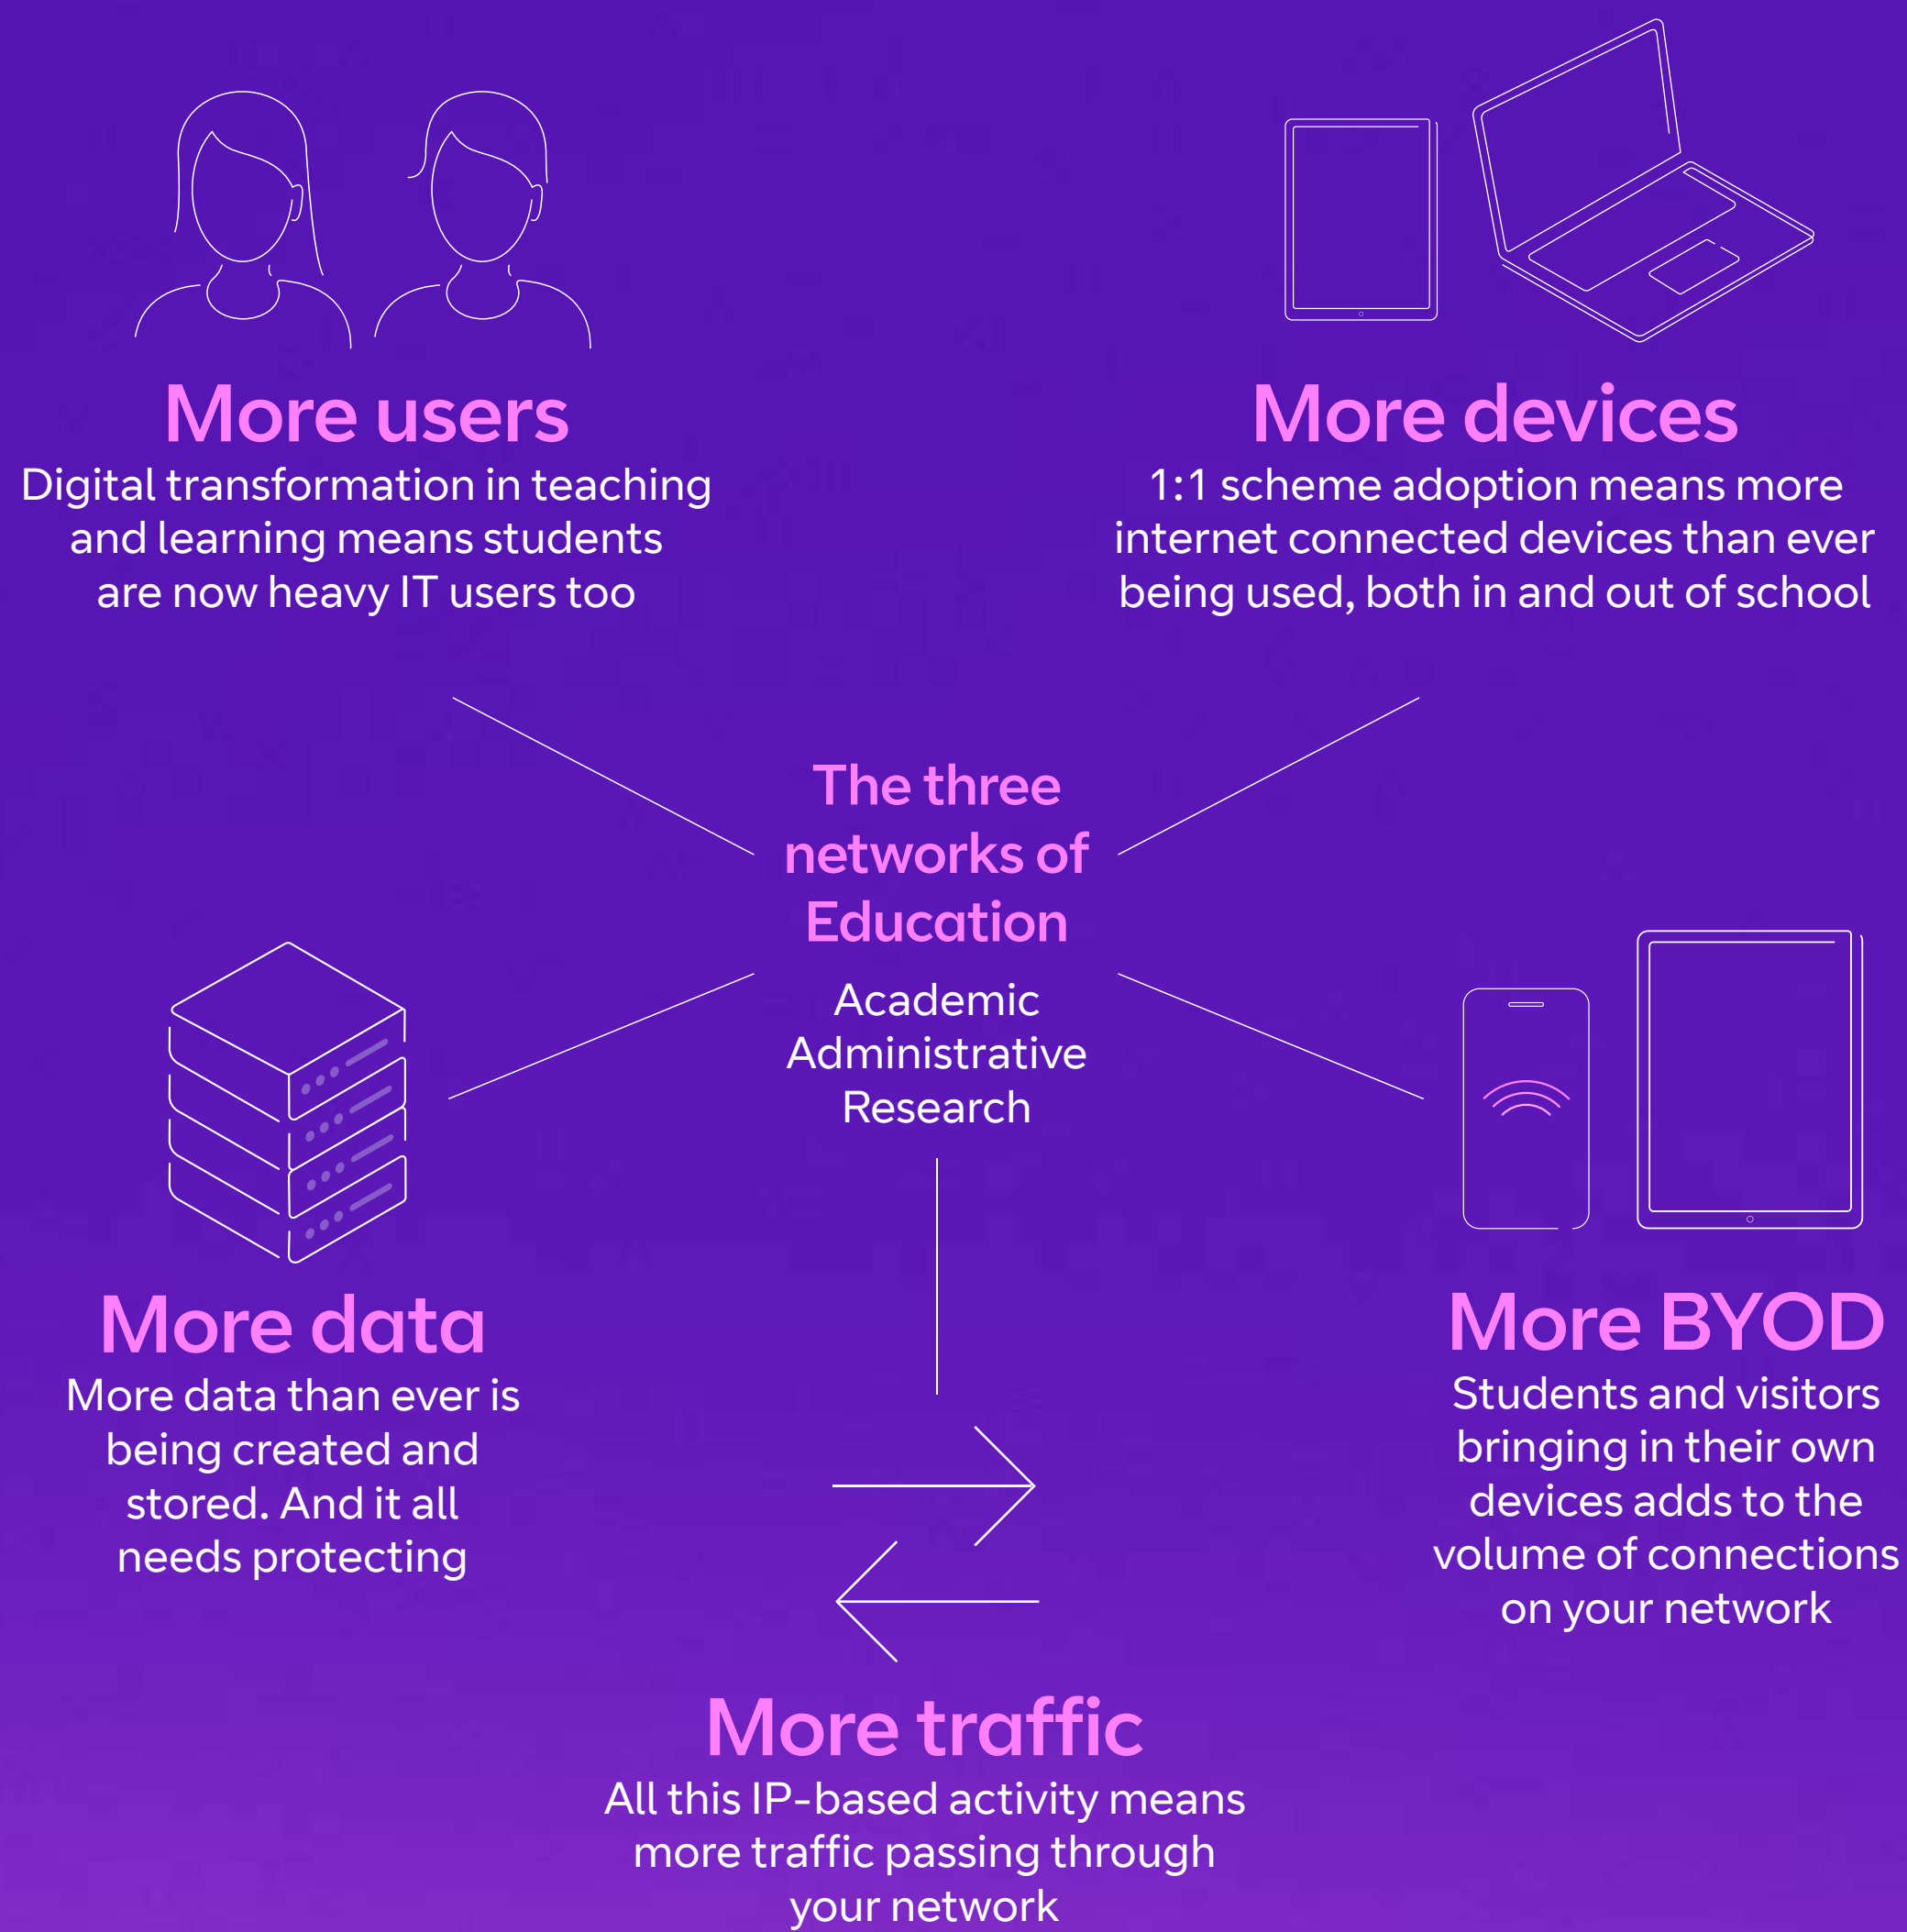 More users
Digital transformation in teaching
and learning means students
are now heavy IT users too
More devices
1:1 scheme adoption means more
internet connected devices than ever
being used, both in and out of school
The three
networks of
Education
Academic
Administrative
Research
More data
More data than ever is
being created and
stored. And it all
needs protecting
More BYOD
Students and visitors
bringing in their own
devices adds to the
volume of connections
on your network
More traffic
All this IP-based activity means
more traffic passing through
your network